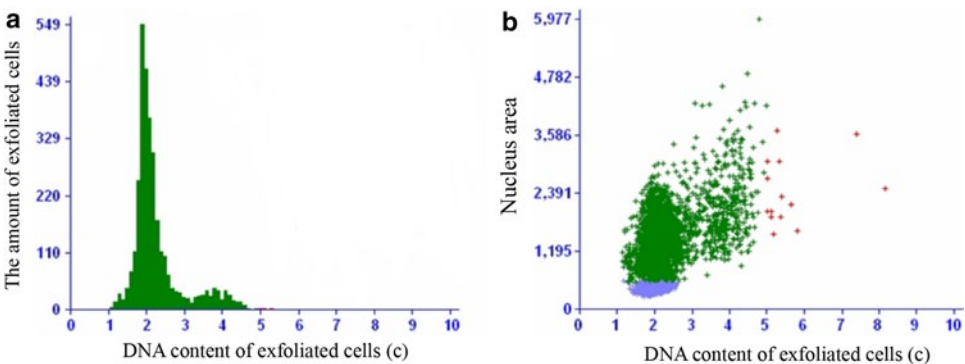 a
The amount of exfoliated cells
549
439
329
220
110
0
0 1 2 3 4 5 6 7 8 9 10
DNA content of exfoliated cells (c)
b
Nucleus area
5,977
4,782
3,586
2,391
1,195
0
0 1 2 3 4 5 6 7 8 9 10
DNA content of exfoliated cells (c)